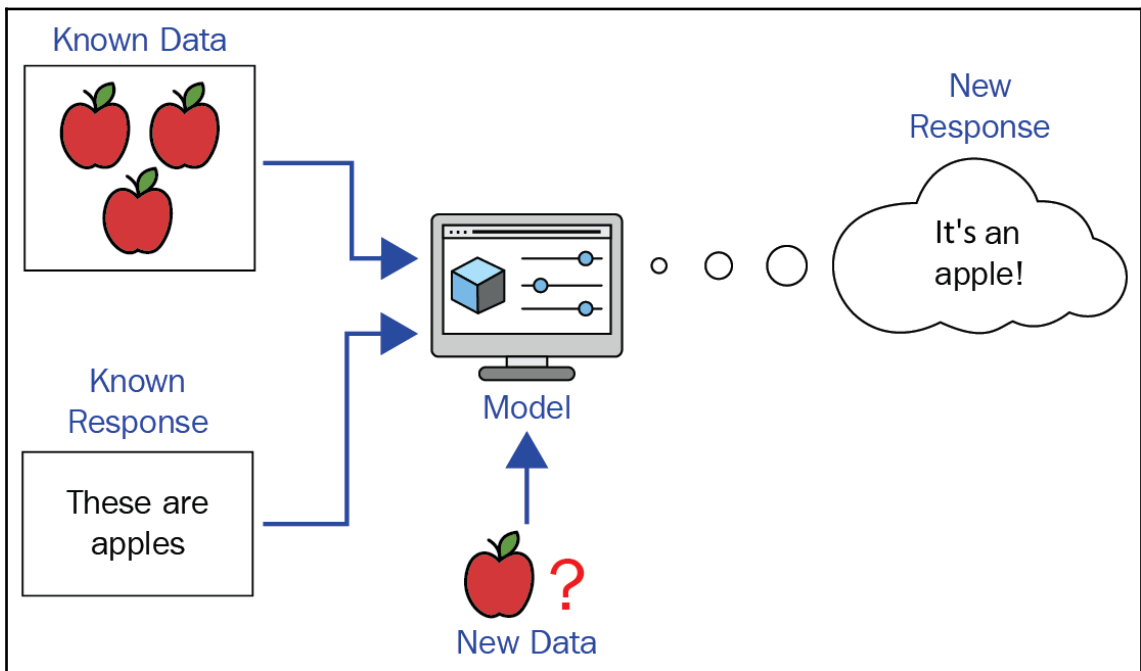 Known Data
New
Response
It's an
apple!
Known
Response
Model
These are
apples
?
New Data